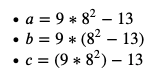 • a = 9 * 8² − 13
• b = 9 * (8² − 13)
• c = (9 * 8²) − 13